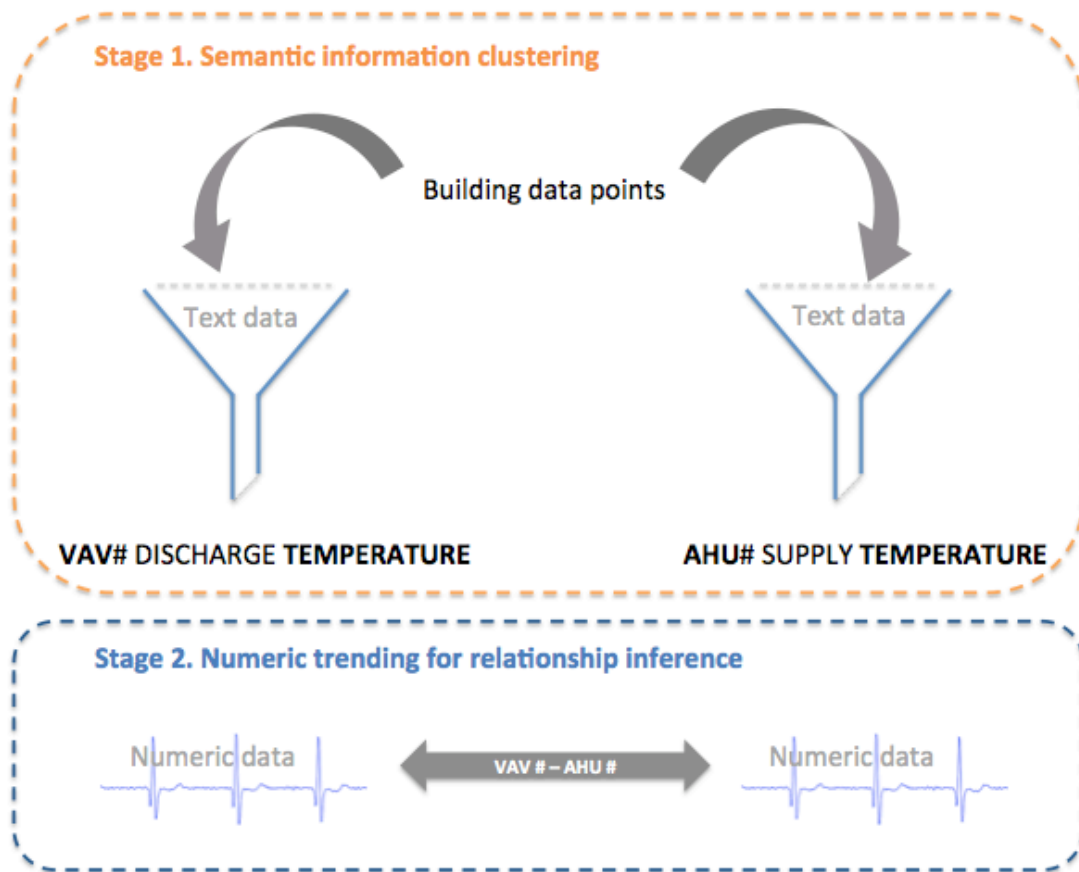 Stage 1. Semantic information clustering
Building data points
Text data
Text data
VAV# DISCHARGE TEMPERATURE
AHU# SUPPLY TEMPERATURE
Stage 2. Numeric trending for relationship inference
Numeric data
VAV # – AHU #
Numeric data